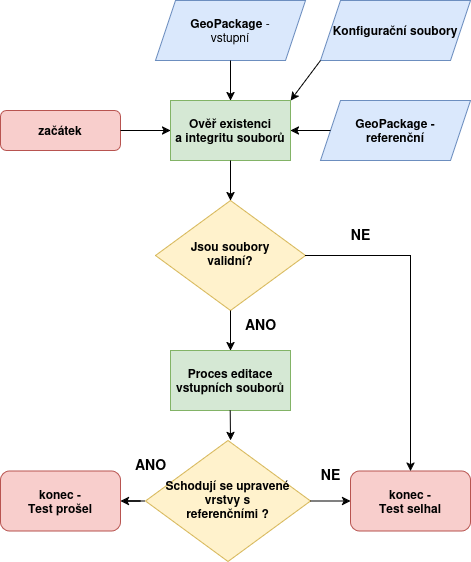 GeoPackage -
vstupní
Konfigurační soubory
začátek
Ověř existenci
a integritu souborů
GeoPackage -
referenční
Jsou soubory
validní?
NE
ANO
Proces editace
vstupních souborů
ANO
Schodují se upravené
vrstvy s
referenčními ?
NE
konec -
Test prošel
konec -
Test selhal